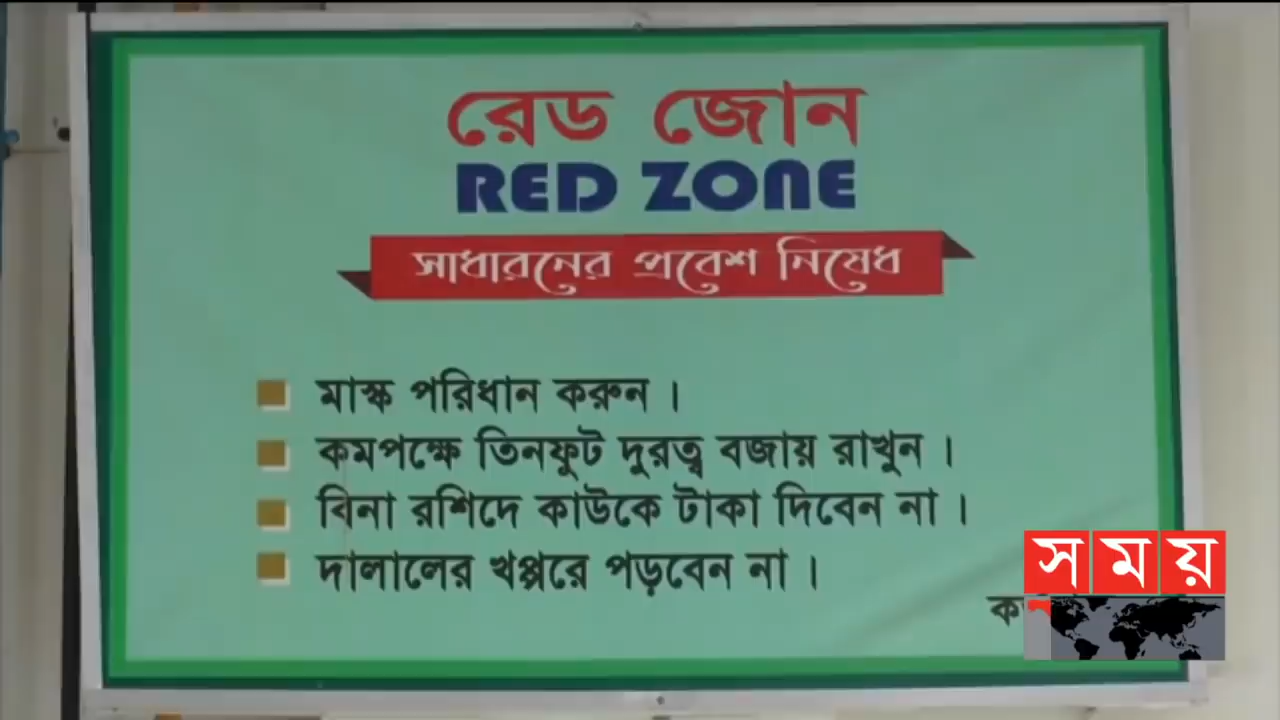 রেড জোন
RED ZONE
সাধারনের প্রবেশ নিষেধ
মাস্ক পরিধান করুন ।
কমপক্ষে তিনফুট দুরত্ব বজায় রাখুন ।
বিনা রশিদে কাউকে টাকা দিবেন না ।
দালালের খপ্পরে পড়বেন না ।
সময়